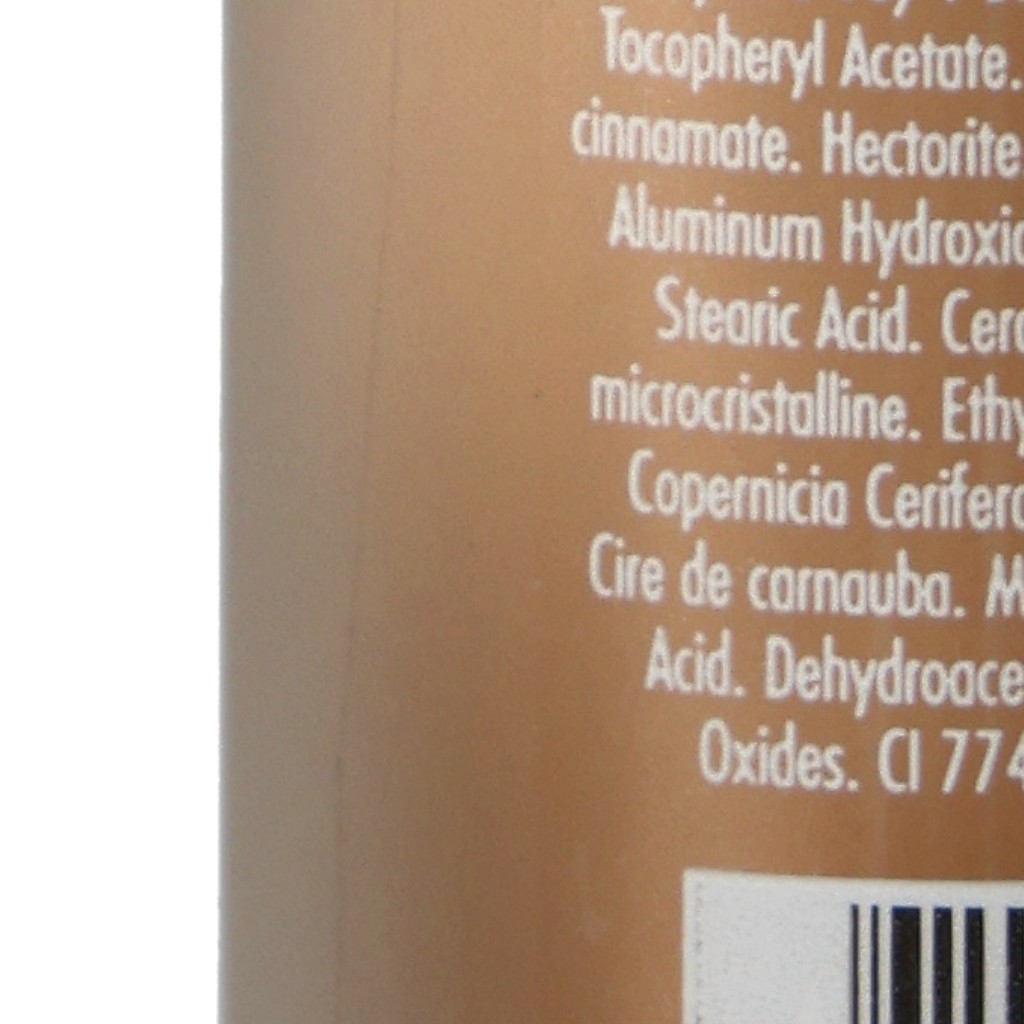 Tocopheryl Acetate.
cinnamate. Hectorite.
Aluminum Hydroxid
Stearic Acid. Cera
microcristalline. Ethy
Copernicia Cerifera
Cire de carnauba. M
Acid. Dehydroace
Oxides. CI 774